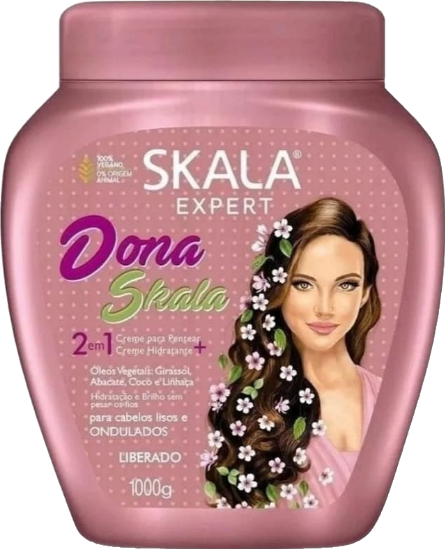 100%
VEGANO
0% ORIGEM
ANIMAL
SKALA®
EXPERT
Dona
Skala
2 em 1 Creme para Pentear +
Creme Hidratante
Óleos Vegetais: Girassol,
Abacate, Coco e Linhaça
Hidratação e Brilho sem
pesar os fios
para cabelos lisos e
ONDULADOS
LIBERADO
1000g